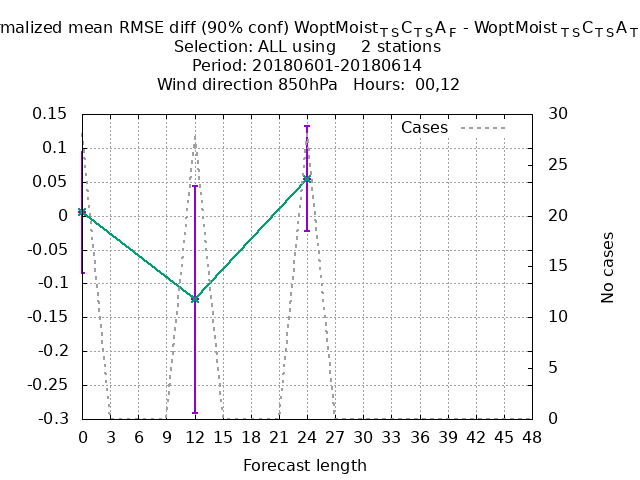 rmalized mean RMSE diff (90% conf) WoptMoist_TSC_TSA_F - WoptMoist_TSC_TSA_T
Selection: ALL using     2 stations
Period: 20180601-20180614
Wind direction 850hPa   Hours:  00,12
Cases
0.15
0.1
0.05
0
-0.05
-0.1
-0.15
-0.2
-0.25
-0.3
30
25
20
15
10
5
0
No cases
0 3 6 9 12 15 18 21 24 27 30 33 36 39 42 45 48
Forecast length